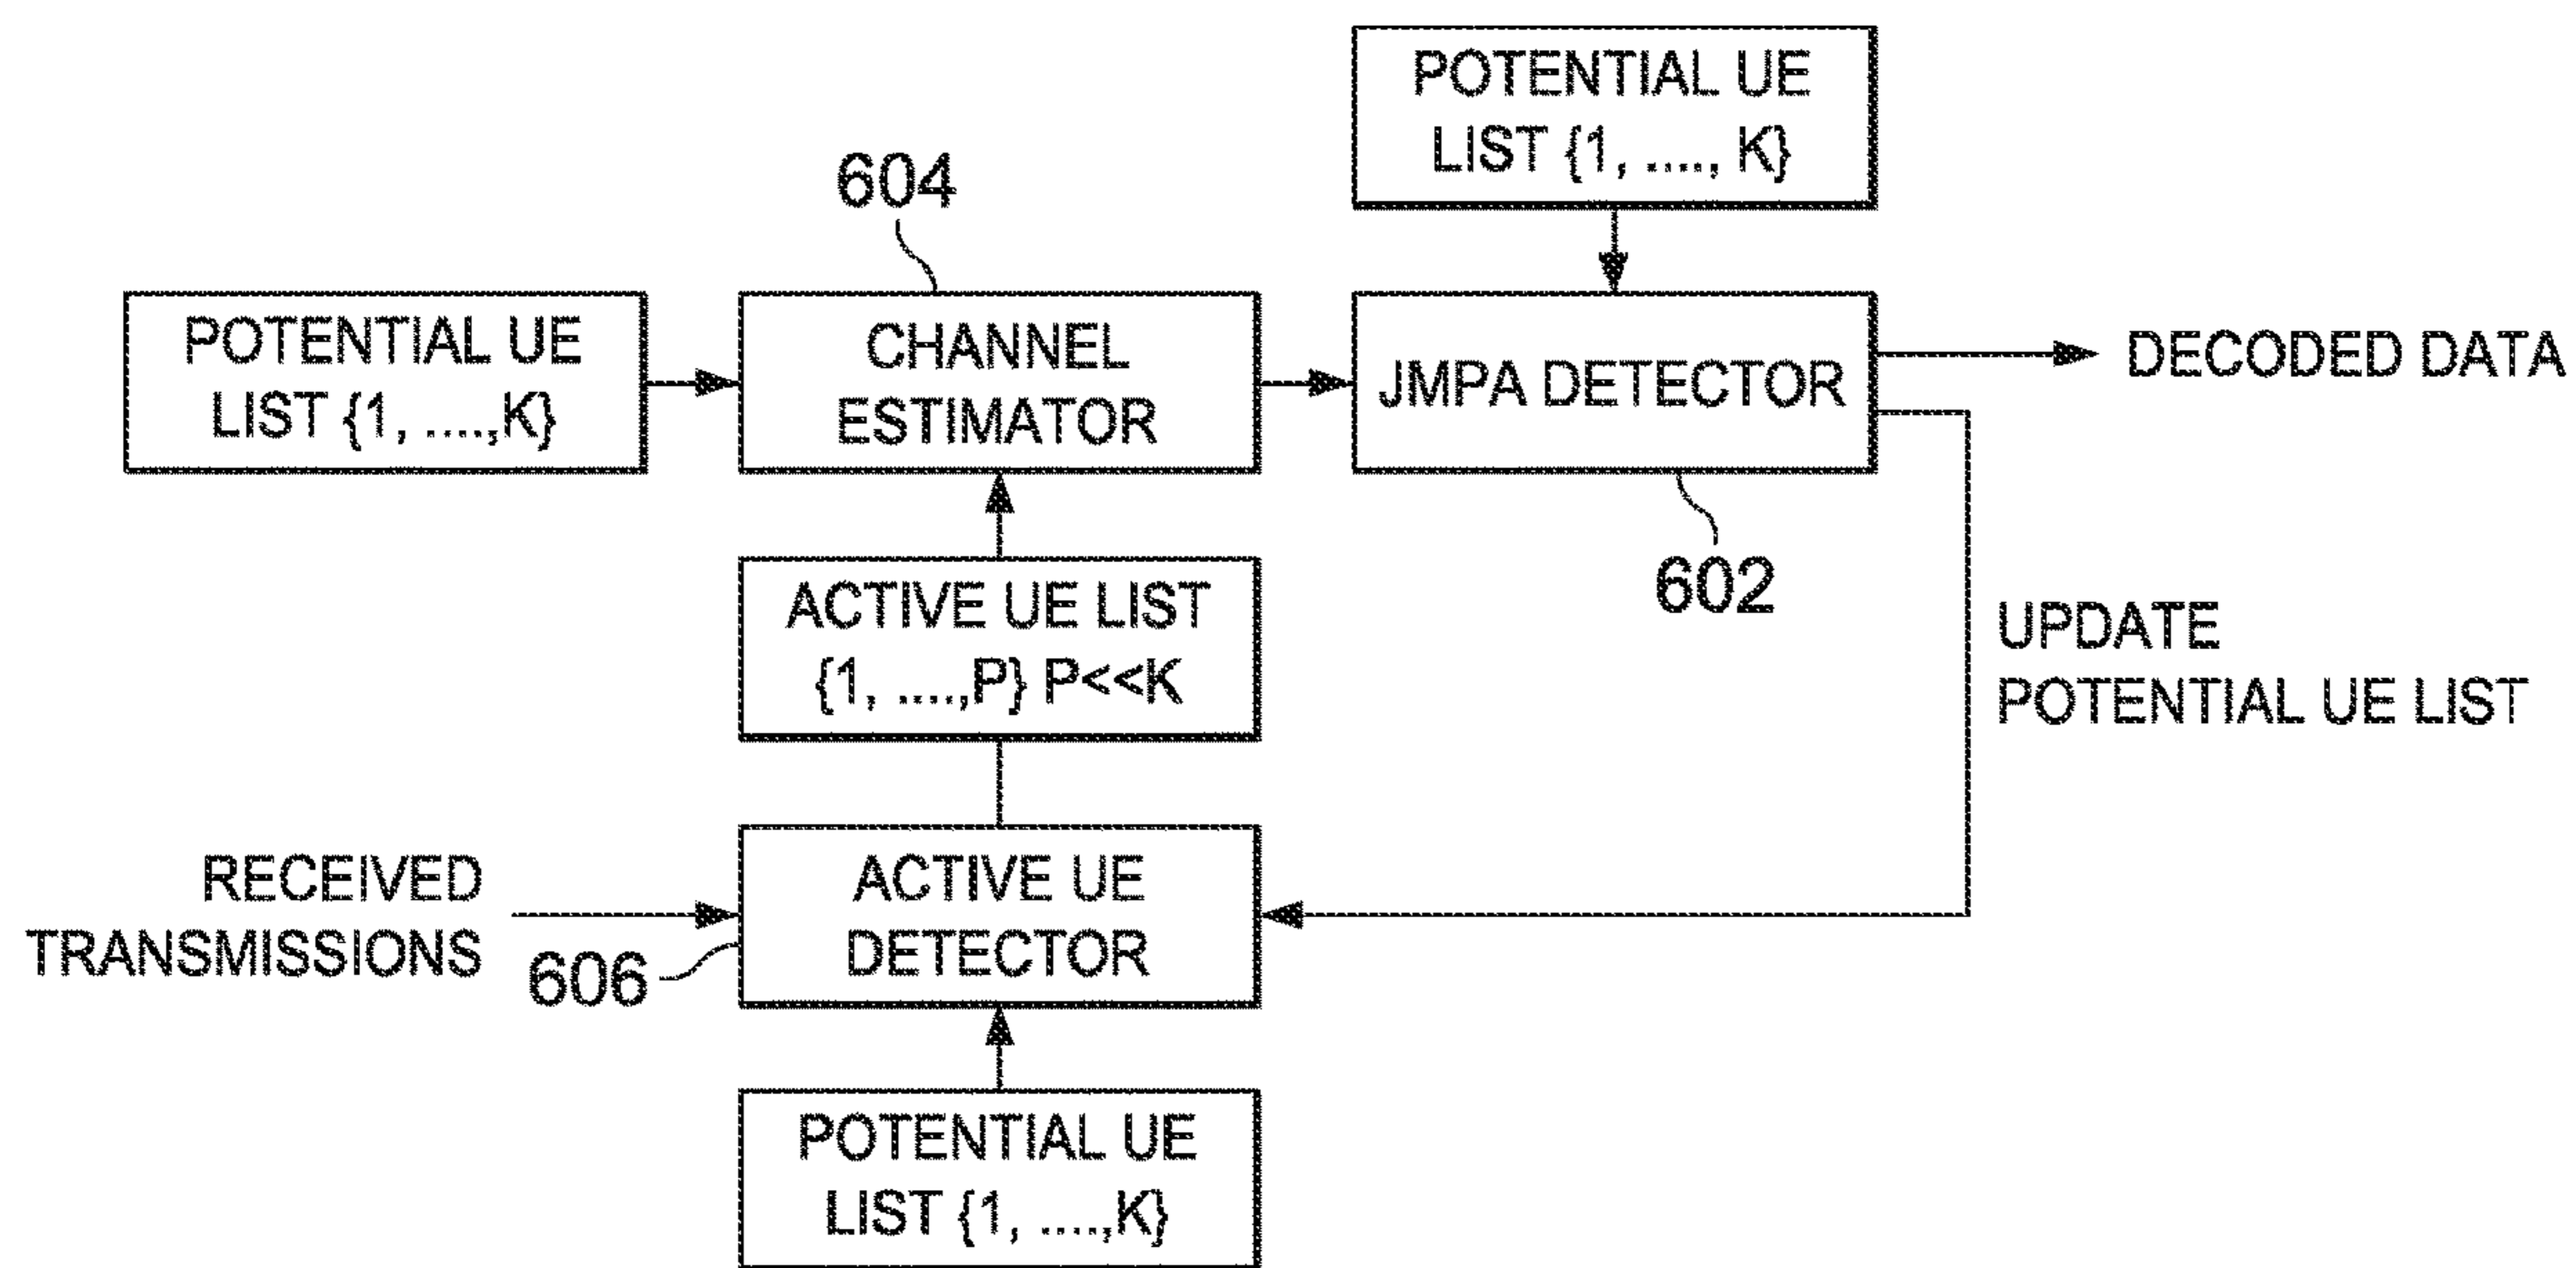 POTENTIAL UE
LIST {1, ...., K}
604
POTENTIAL UE
LIST {1, ....,K}
CHANNEL
ESTIMATOR
JMPA DETECTOR
DECODED DATA
602
ACTIVE UE LIST
{1, ....,P} P<<K
UPDATE
POTENTIAL UE LIST
RECEIVED
TRANSMISSIONS
606
ACTIVE UE
DETECTOR
POTENTIAL UE
LIST {1, ....,K}